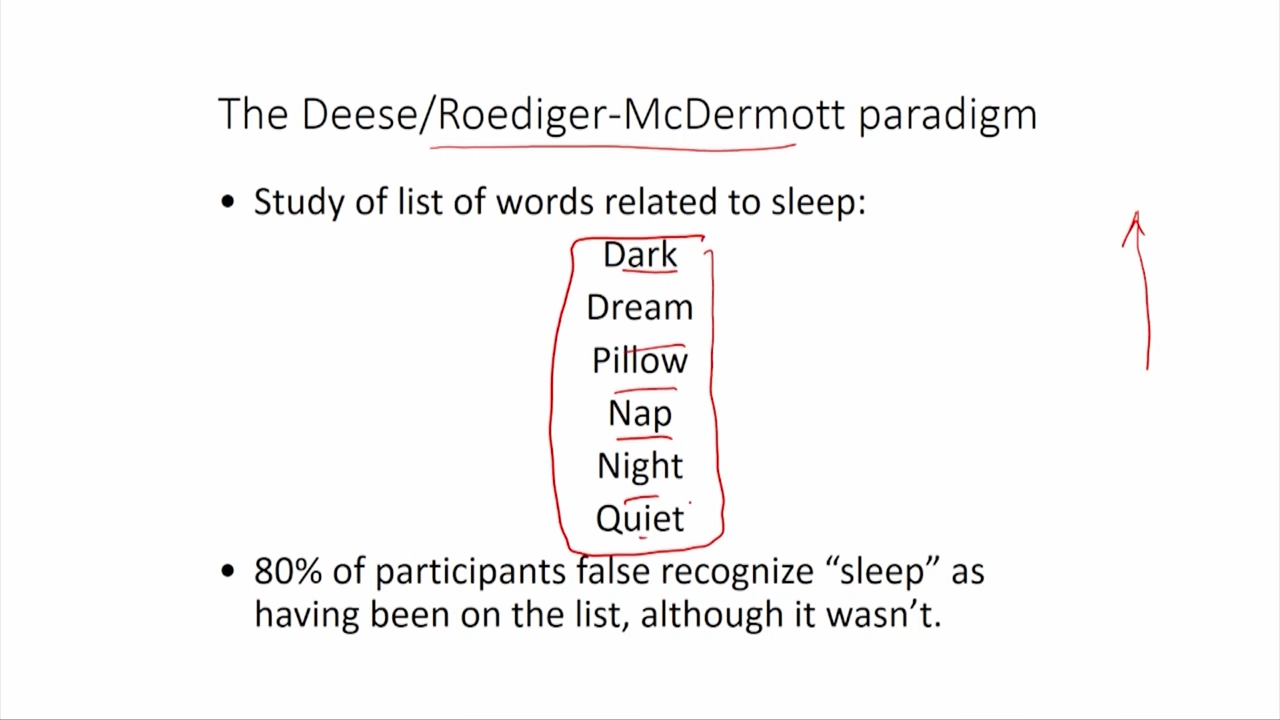 The Deese/Roediger-McDermott paradigm
• Study of list of words related to sleep:
Dark
Dream
Pillow
Nap
Night
Quiet
• 80% of participants false recognize “sleep” as
having been on the list, although it wasn’t.